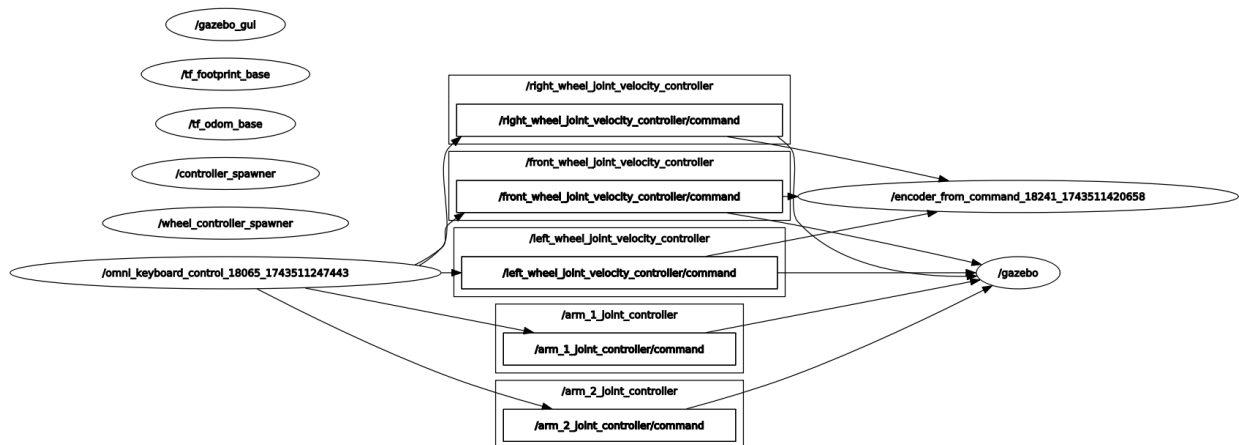 /gazebo_gui
/tf_footprint_base
/tf_odom_base
/controller_spawner
/wheel_controller_spawner
/omni_keyboard_control_18065_1743511247443
/right_wheel_joint_velocity_controller
/right_wheel_joint_velocity_controller/command
/front_wheel_joint_velocity_controller
/front_wheel_joint_velocity_controller/command
/left_wheel_joint_velocity_controller
/left_wheel_joint_velocity_controller/command
/arm_1_joint_controller
/arm_1_joint_controller/command
/arm_2_joint_controller
/arm_2_joint_controller/command
/encoder_from_command_18241_1743511420658
/gazebo